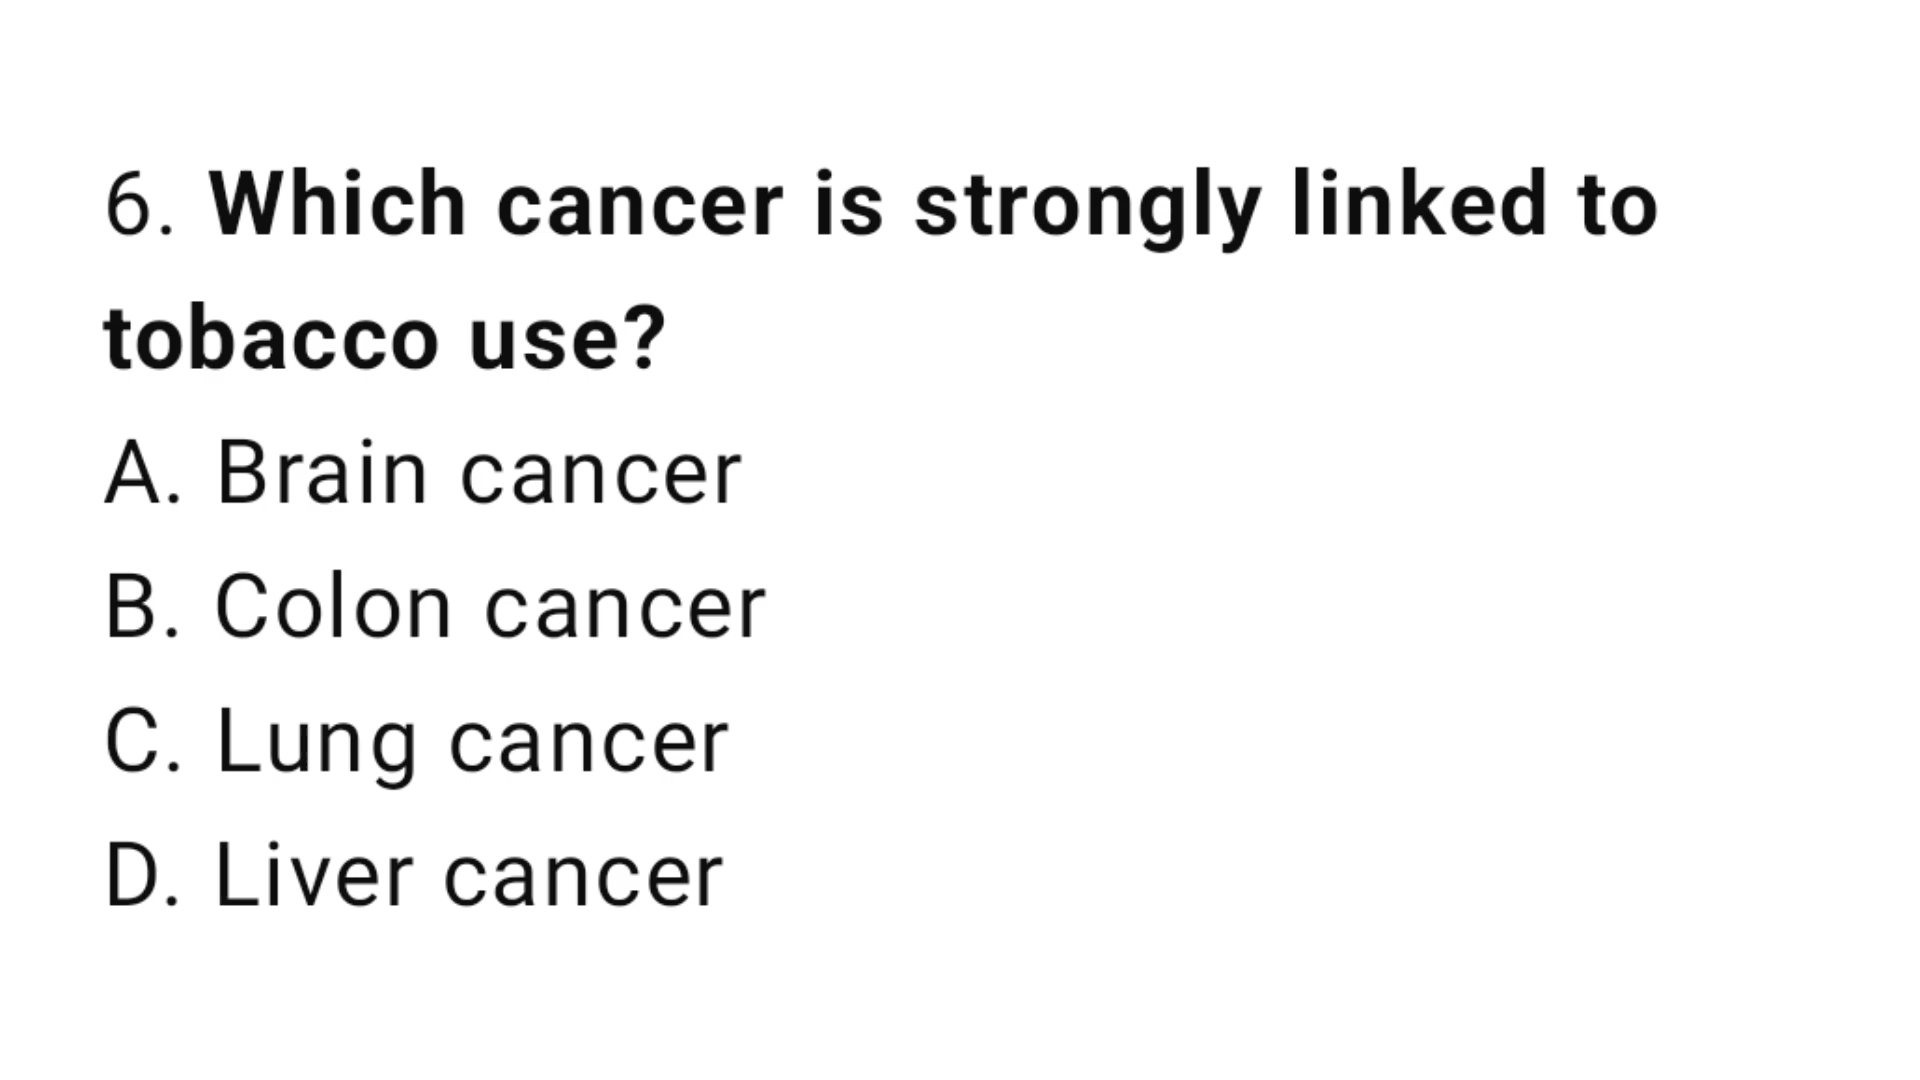 6. Which cancer is strongly linked to
tobacco use?
A. Brain cancer
B. Colon cancer
C. Lung cancer
D. Liver cancer